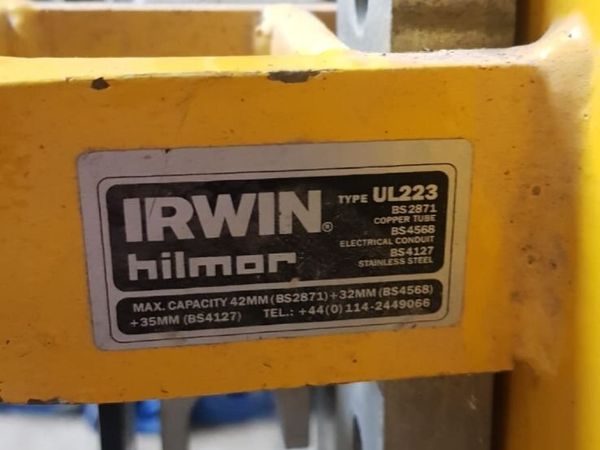 IRWIN®
hilmor
TYPE UL223
BS2871
COPPER TUBE
BS4568
ELECTRICAL CONDUIT
BS4127
STAINLESS STEEL
MAX. CAPACITY 42MM (BS2871) + 32MM (BS4568)
+35MM (BS4127) TEL.: +44(0)114-2449066